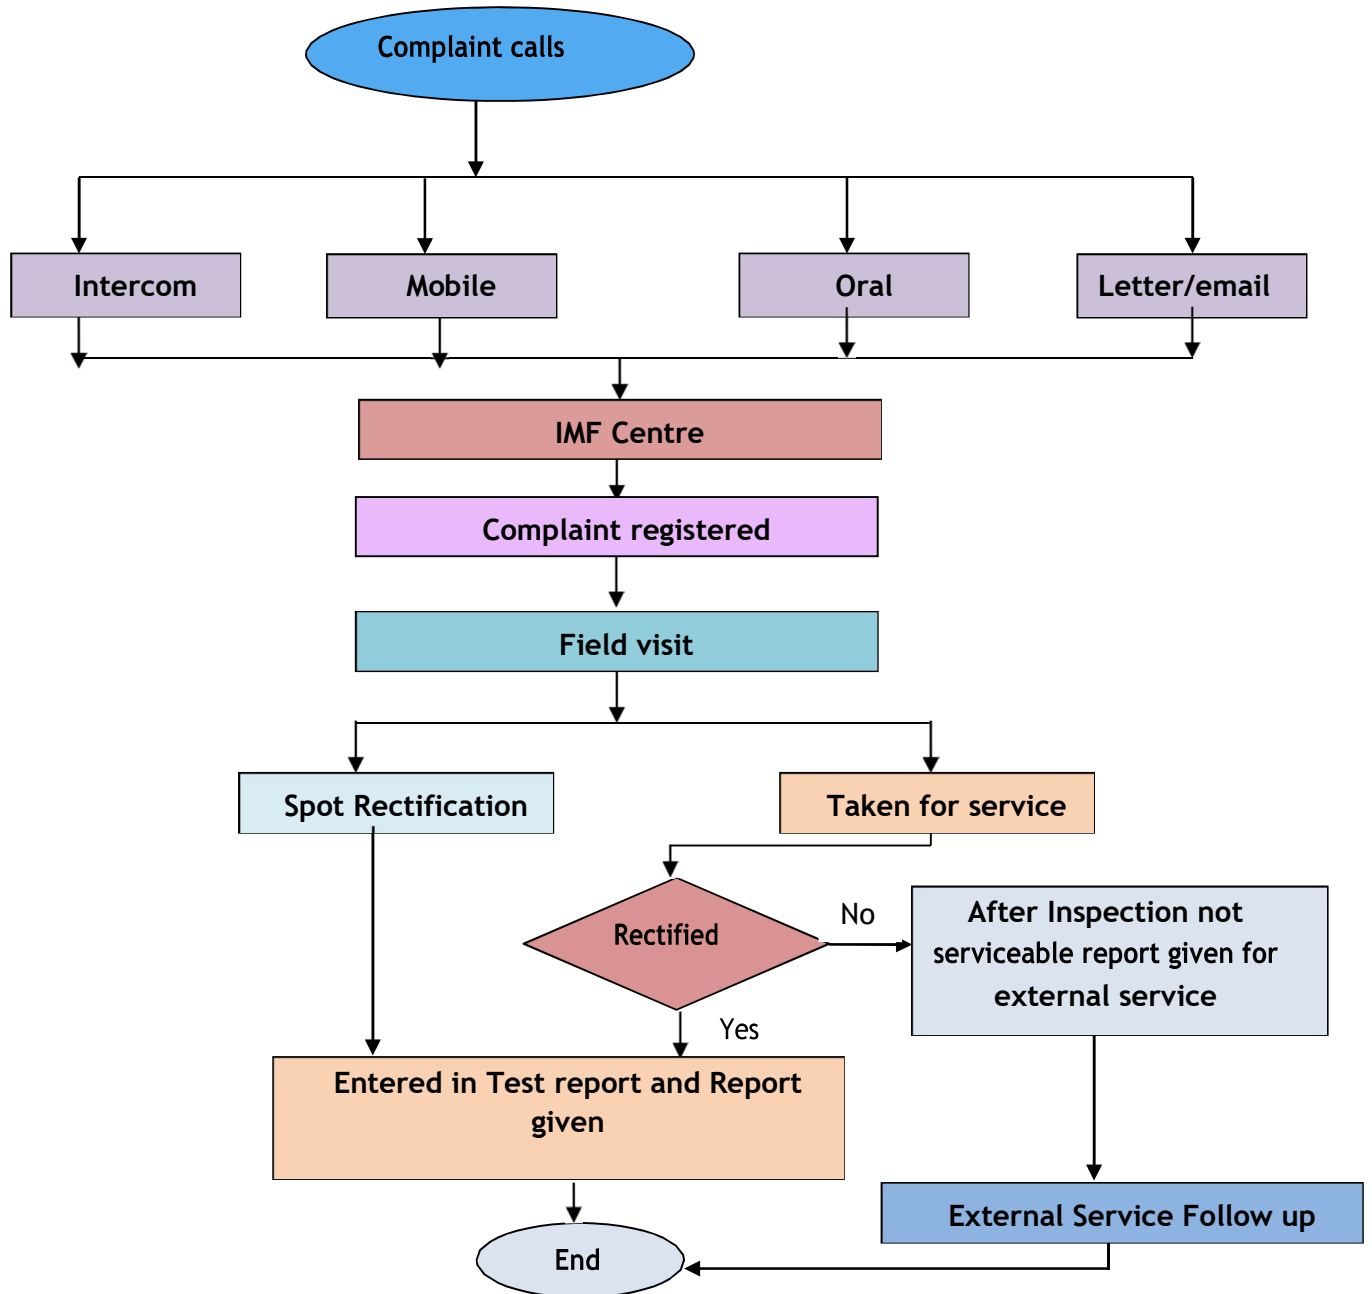 Complaint calls
Intercom
Mobile
Oral
Letter/email
IMF Centre
Complaint registered
Field visit
Spot Rectification
Taken for service
Rectified
No
After Inspection not
serviceable report given for
external service
Yes
Entered in Test report and Report
given
External Service Follow up
End